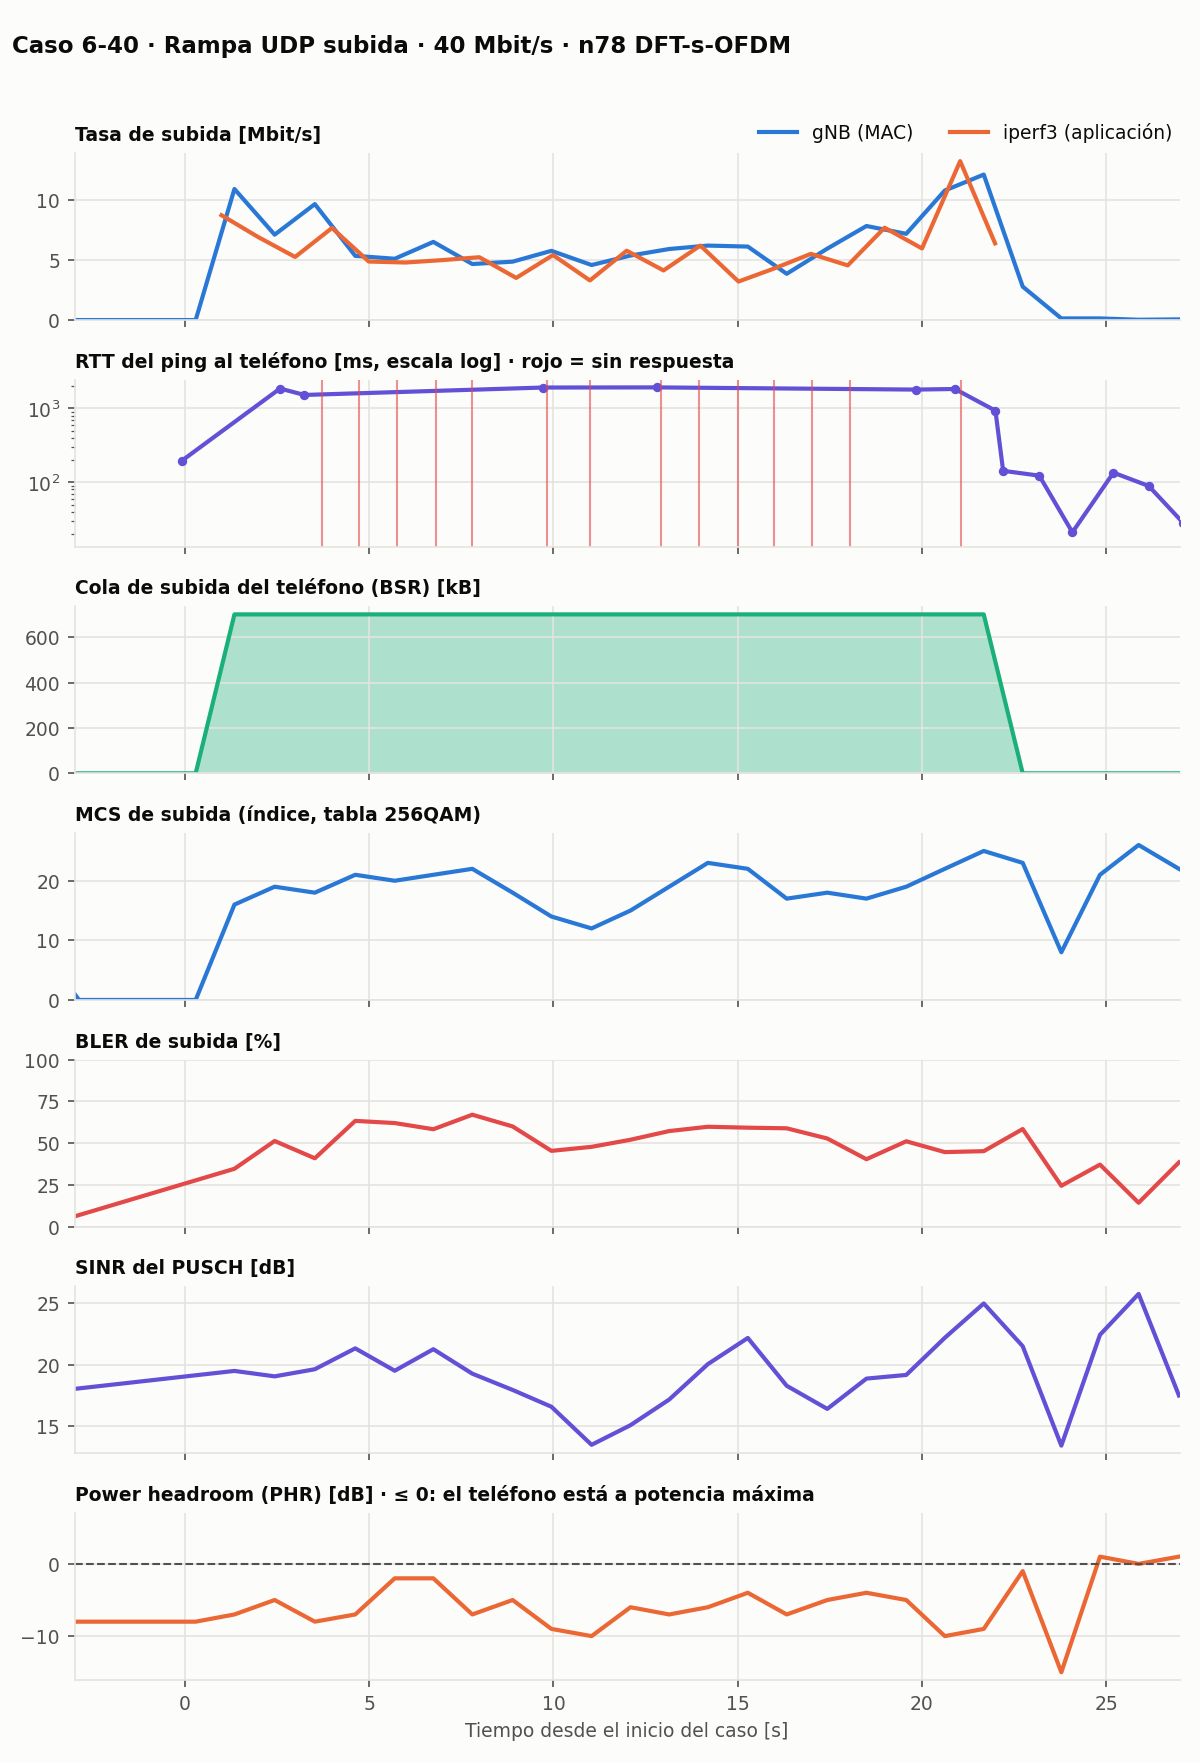 Caso 6-40 · Rampa UDP subida · 40 Mbit/s · n78 DFT-s-OFDM
Tasa de subida [Mbit/s]
gNB (MAC)
iperf3 (aplicación)
10
5
0
RTT del ping al teléfono [ms, escala log] · rojo = sin respuesta
10³
10²
Cola de subida del teléfono (BSR) [kB]
600
400
200
0
MCS de subida (índice, tabla 256QAM)
20
10
0
BLER de subida [%]
100
75
50
25
0
SINR del PUSCH [dB]
25
20
15
Power headroom (PHR) [dB] · ≤ 0: el teléfono está a potencia máxima
0
−10
0 5 10 15 20 25
Tiempo desde el inicio del caso [s]